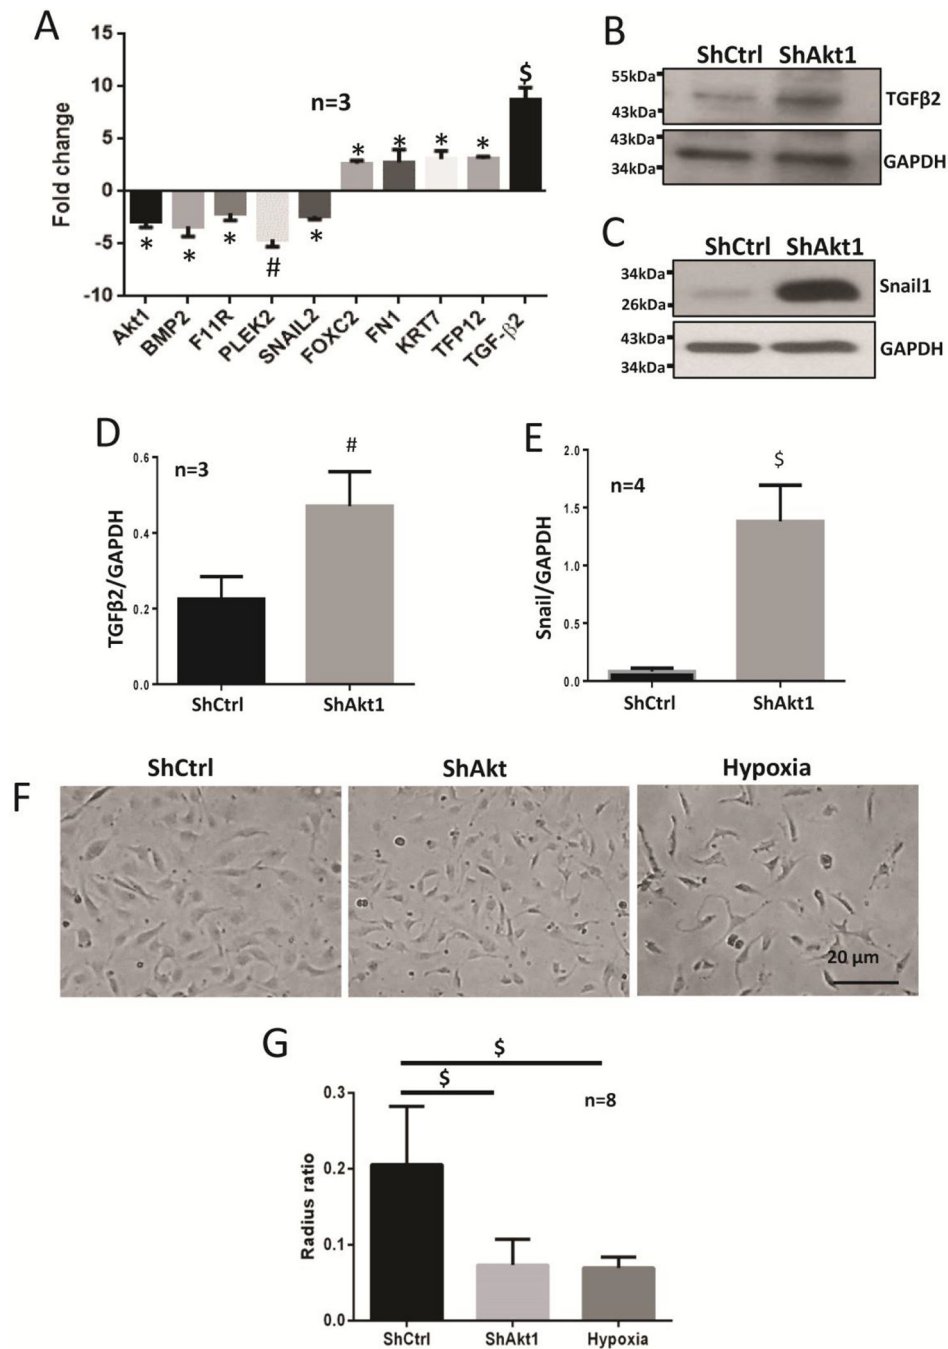 A
15
10
5
0
-5
-10
Fold change
n=3
$
* * * *
* * * # *
Akt1 BMP2 F11R PLEK2 SNAIL2 FOXC2 FN1 KRT7 TFP12 TGF-β2
B
ShCtrl ShAkt1
55kDa
43kDa
TGFβ2
43kDa
34kDa
GAPDH
C
ShCtrl ShAkt1
34kDa
26kDa
Snail1
43kDa
34kDa
GAPDH
D
0.6
0.4
0.2
0.0
TGFβ2/GAPDH
n=3
#
ShCtrl ShAkt1
E
2.0
1.5
1.0
0.5
0.0
Snail/GAPDH
n=4
$
ShCtrl ShAkt1
F
ShCtrl ShAkt Hypoxia
20 µm
G
$
$
n=8
0.3
0.2
0.1
0.0
Radius ratio
ShCtrl ShAkt1 Hypoxia